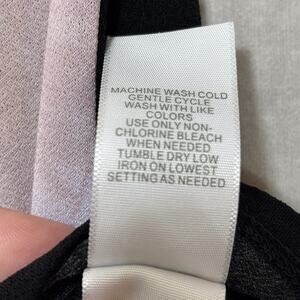 MACHINE WASH COLD
GENTLE CYCLE
WASH WITH LIKE
COLORS
USE ONLY NON-
CHLORINE BLEACH
WHEN NEEDED
TUMBLE DRY LOW
IRON ON LOWEST
SETTING AS NEEDED